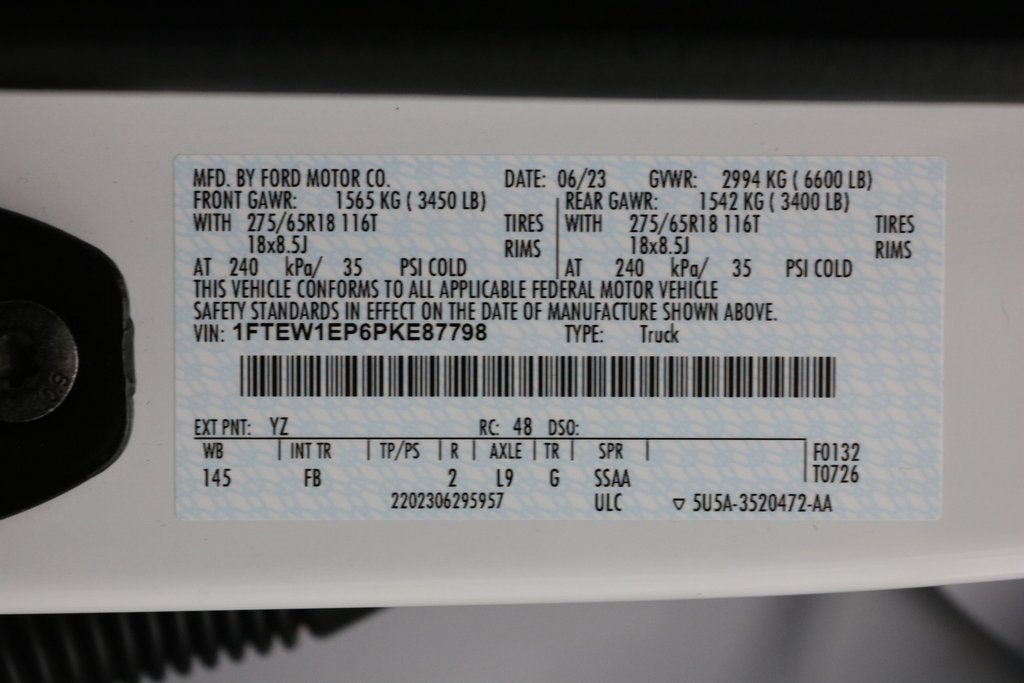 MFD. BY FORD MOTOR CO. DATE: 06/23 GVWR: 2994 KG ( 6600 LB)
FRONT GAWR: 1565 KG ( 3450 LB) REAR GAWR: 1542 KG ( 3400 LB)
WITH 275/65R18 116T TIRES WITH 275/65R18 116T TIRES
18x8.5J RIMS 18x8.5J RIMS
AT 240 kPa/ 35 PSI COLD AT 240 kPa/ 35 PSI COLD
THIS VEHICLE CONFORMS TO ALL APPLICABLE FEDERAL MOTOR VEHICLE
SAFETY STANDARDS IN EFFECT ON THE DATE OF MANUFACTURE SHOWN ABOVE.
VIN: 1FTEW1EP6PKE87798 TYPE: Truck
EXT PNT: YZ RC: 48 DSO:
WB INT TR TP/PS R AXLE TR SPR F0132
145 FB 2 L9 G SSAA T0726
2202306295957 ULC ▽ 5U5A-3520472-AA